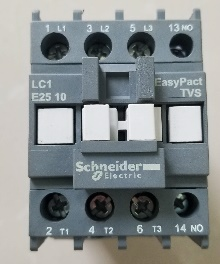 1 L1 3 L2 5 L3 13 NO
LC1 EasyPact
E25 10 TVS
Schneider
Electric
2 T1 4 T2 6 T3 14 NO